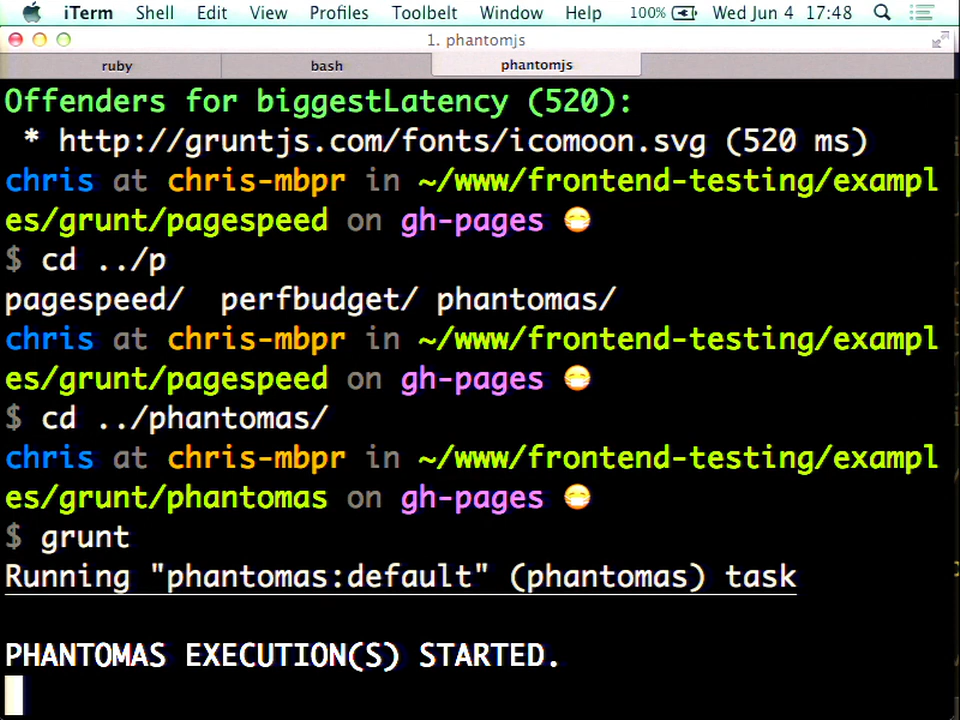 iTerm Shell Edit View Profiles Toolbelt Window Help 100% Wed Jun 4 17:48
1. phantomjs
ruby bash phantomjs
Offenders for biggestLatency (520):
* http://gruntjs.com/fonts/icomoon.svg (520 ms)
chris at chris-mbpr in ~/www/frontend-testing/exampl
es/grunt/pagespeed on gh-pages 😷
$ cd ../p
pagespeed/ perfbudget/ phantomas/
chris at chris-mbpr in ~/www/frontend-testing/exampl
es/grunt/pagespeed on gh-pages 😷
$ cd ../phantomas/
chris at chris-mbpr in ~/www/frontend-testing/exampl
es/grunt/phantomas on gh-pages 😷
$ grunt
Running "phantomas:default" (phantomas) task
PHANTOMAS EXECUTION(S) STARTED.